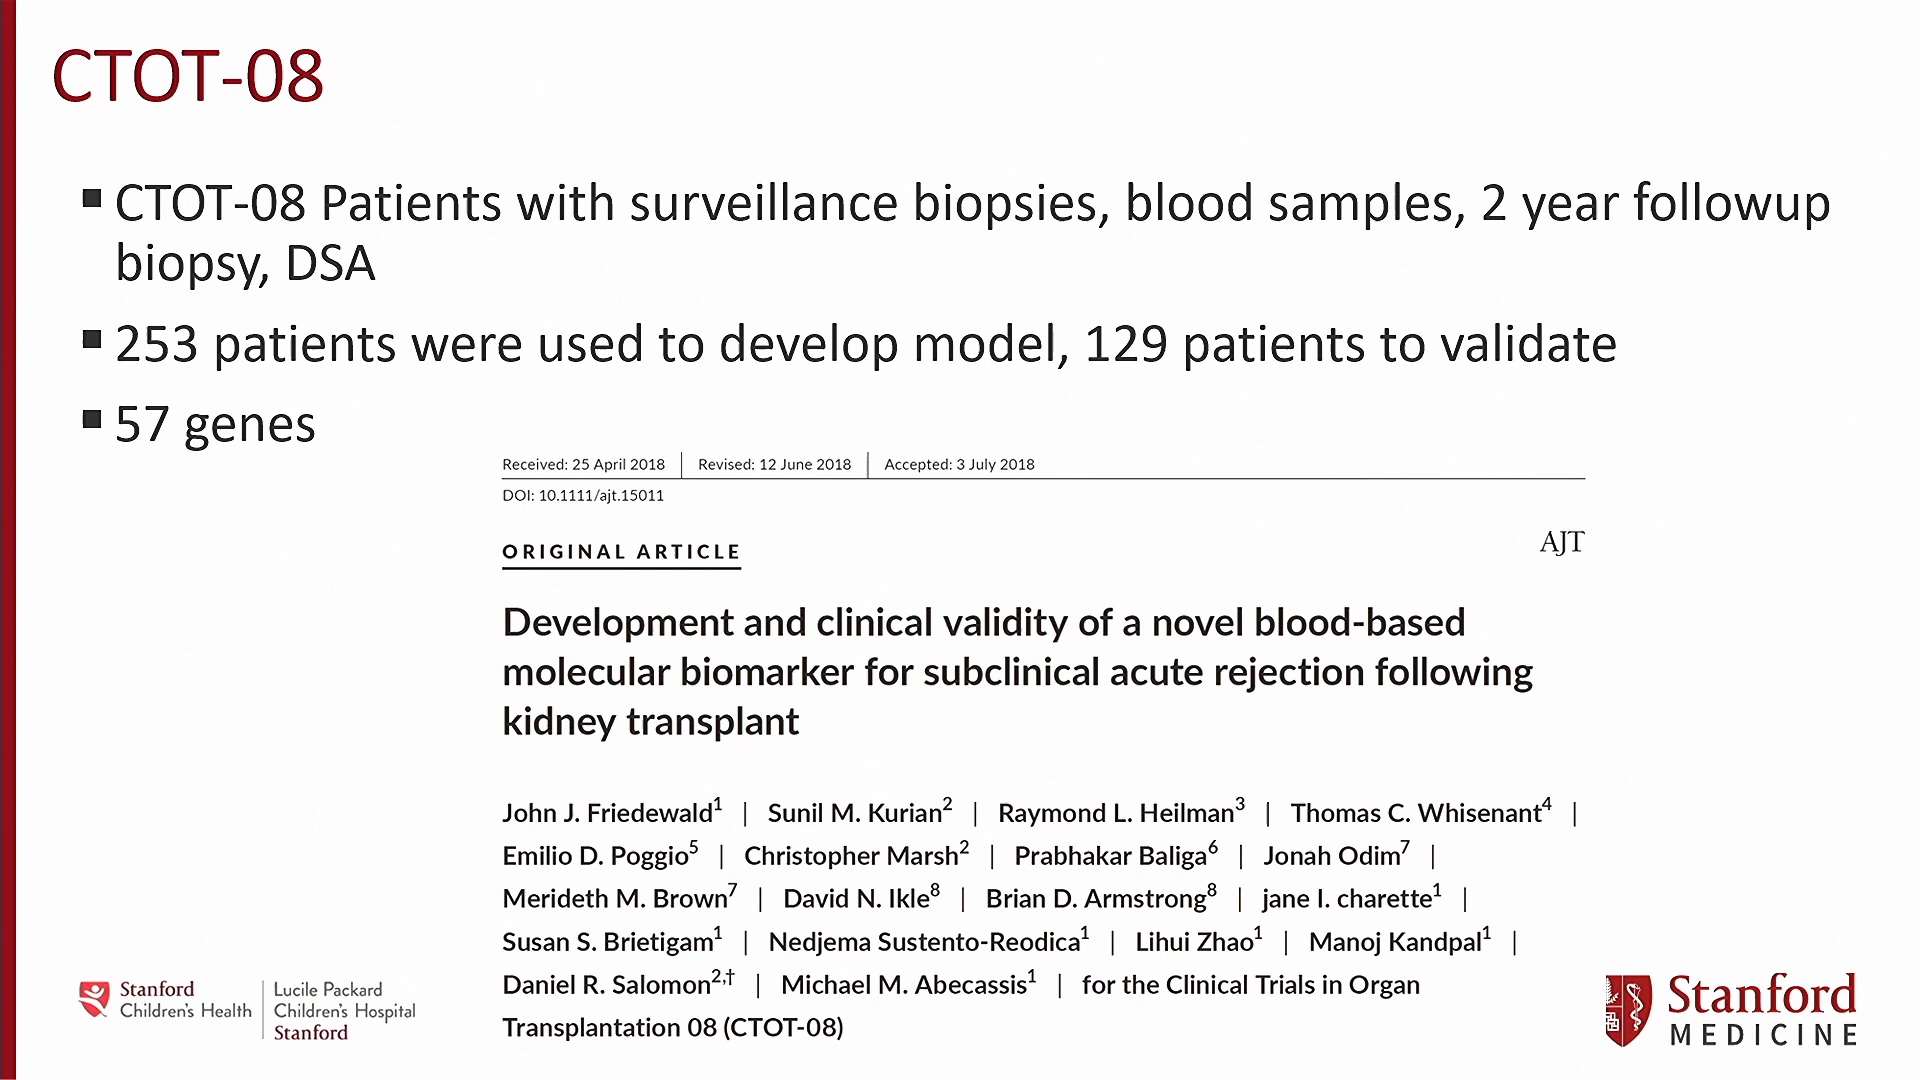 CTOT-08
▪ CTOT-08 Patients with surveillance biopsies, blood samples, 2 year followup
biopsy, DSA
▪ 253 patients were used to develop model, 129 patients to validate
▪ 57 genes
Received: 25 April 2018 | Revised: 12 June 2018 | Accepted: 3 July 2018
DOI: 10.1111/ajt.15011
ORIGINAL ARTICLE
AJT
Development and clinical validity of a novel blood-based
molecular biomarker for subclinical acute rejection following
kidney transplant
John J. Friedewald1 | Sunil M. Kurian2 | Raymond L. Heilman3 | Thomas C. Whisenant4 |
Emilio D. Poggio5 | Christopher Marsh2 | Prabhakar Baliga6 | Jonah Odim7 |
Merideth M. Brown7 | David N. Ikle8 | Brian D. Armstrong8 | jane I. charette1 |
Susan S. Brietigam1 | Nedjema Sustento-Reodica1 | Lihui Zhao1 | Manoj Kandpal1 |
Daniel R. Salomon2,† | Michael M. Abecassis1 | for the Clinical Trials in Organ
Transplantation 08 (CTOT-08)
Stanford
Children's Health
Lucile Packard
Children's Hospital
Stanford
Stanford
MEDICINE